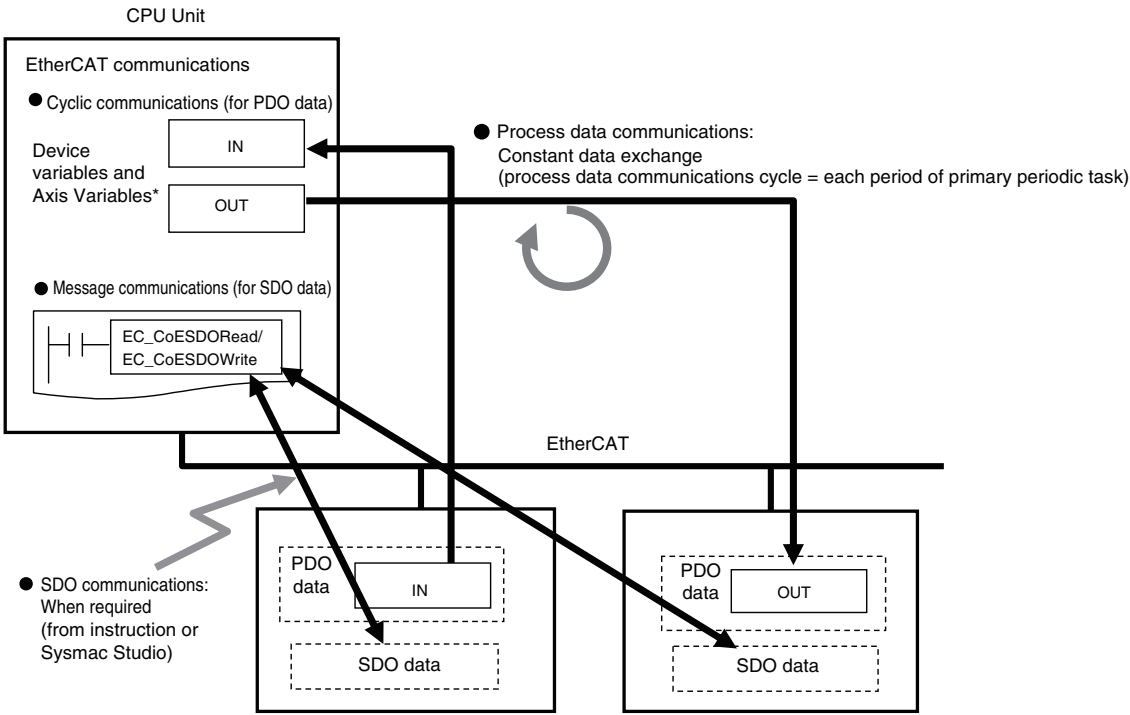 CPU Unit
EtherCAT communications
● Cyclic communications (for PDO data)
Device
variables and
Axis Variables*
IN
OUT
● Process data communications:
Constant data exchange
(process data communications cycle = each period of primary periodic task)
● Message communications (for SDO data)
EC_CoESDORead/
EC_CoESDOWrite
EtherCAT
● SDO communications:
When required
(from instruction or
Sysmac Studio)
PDO
data
IN
SDO data
PDO
data
OUT
SDO data